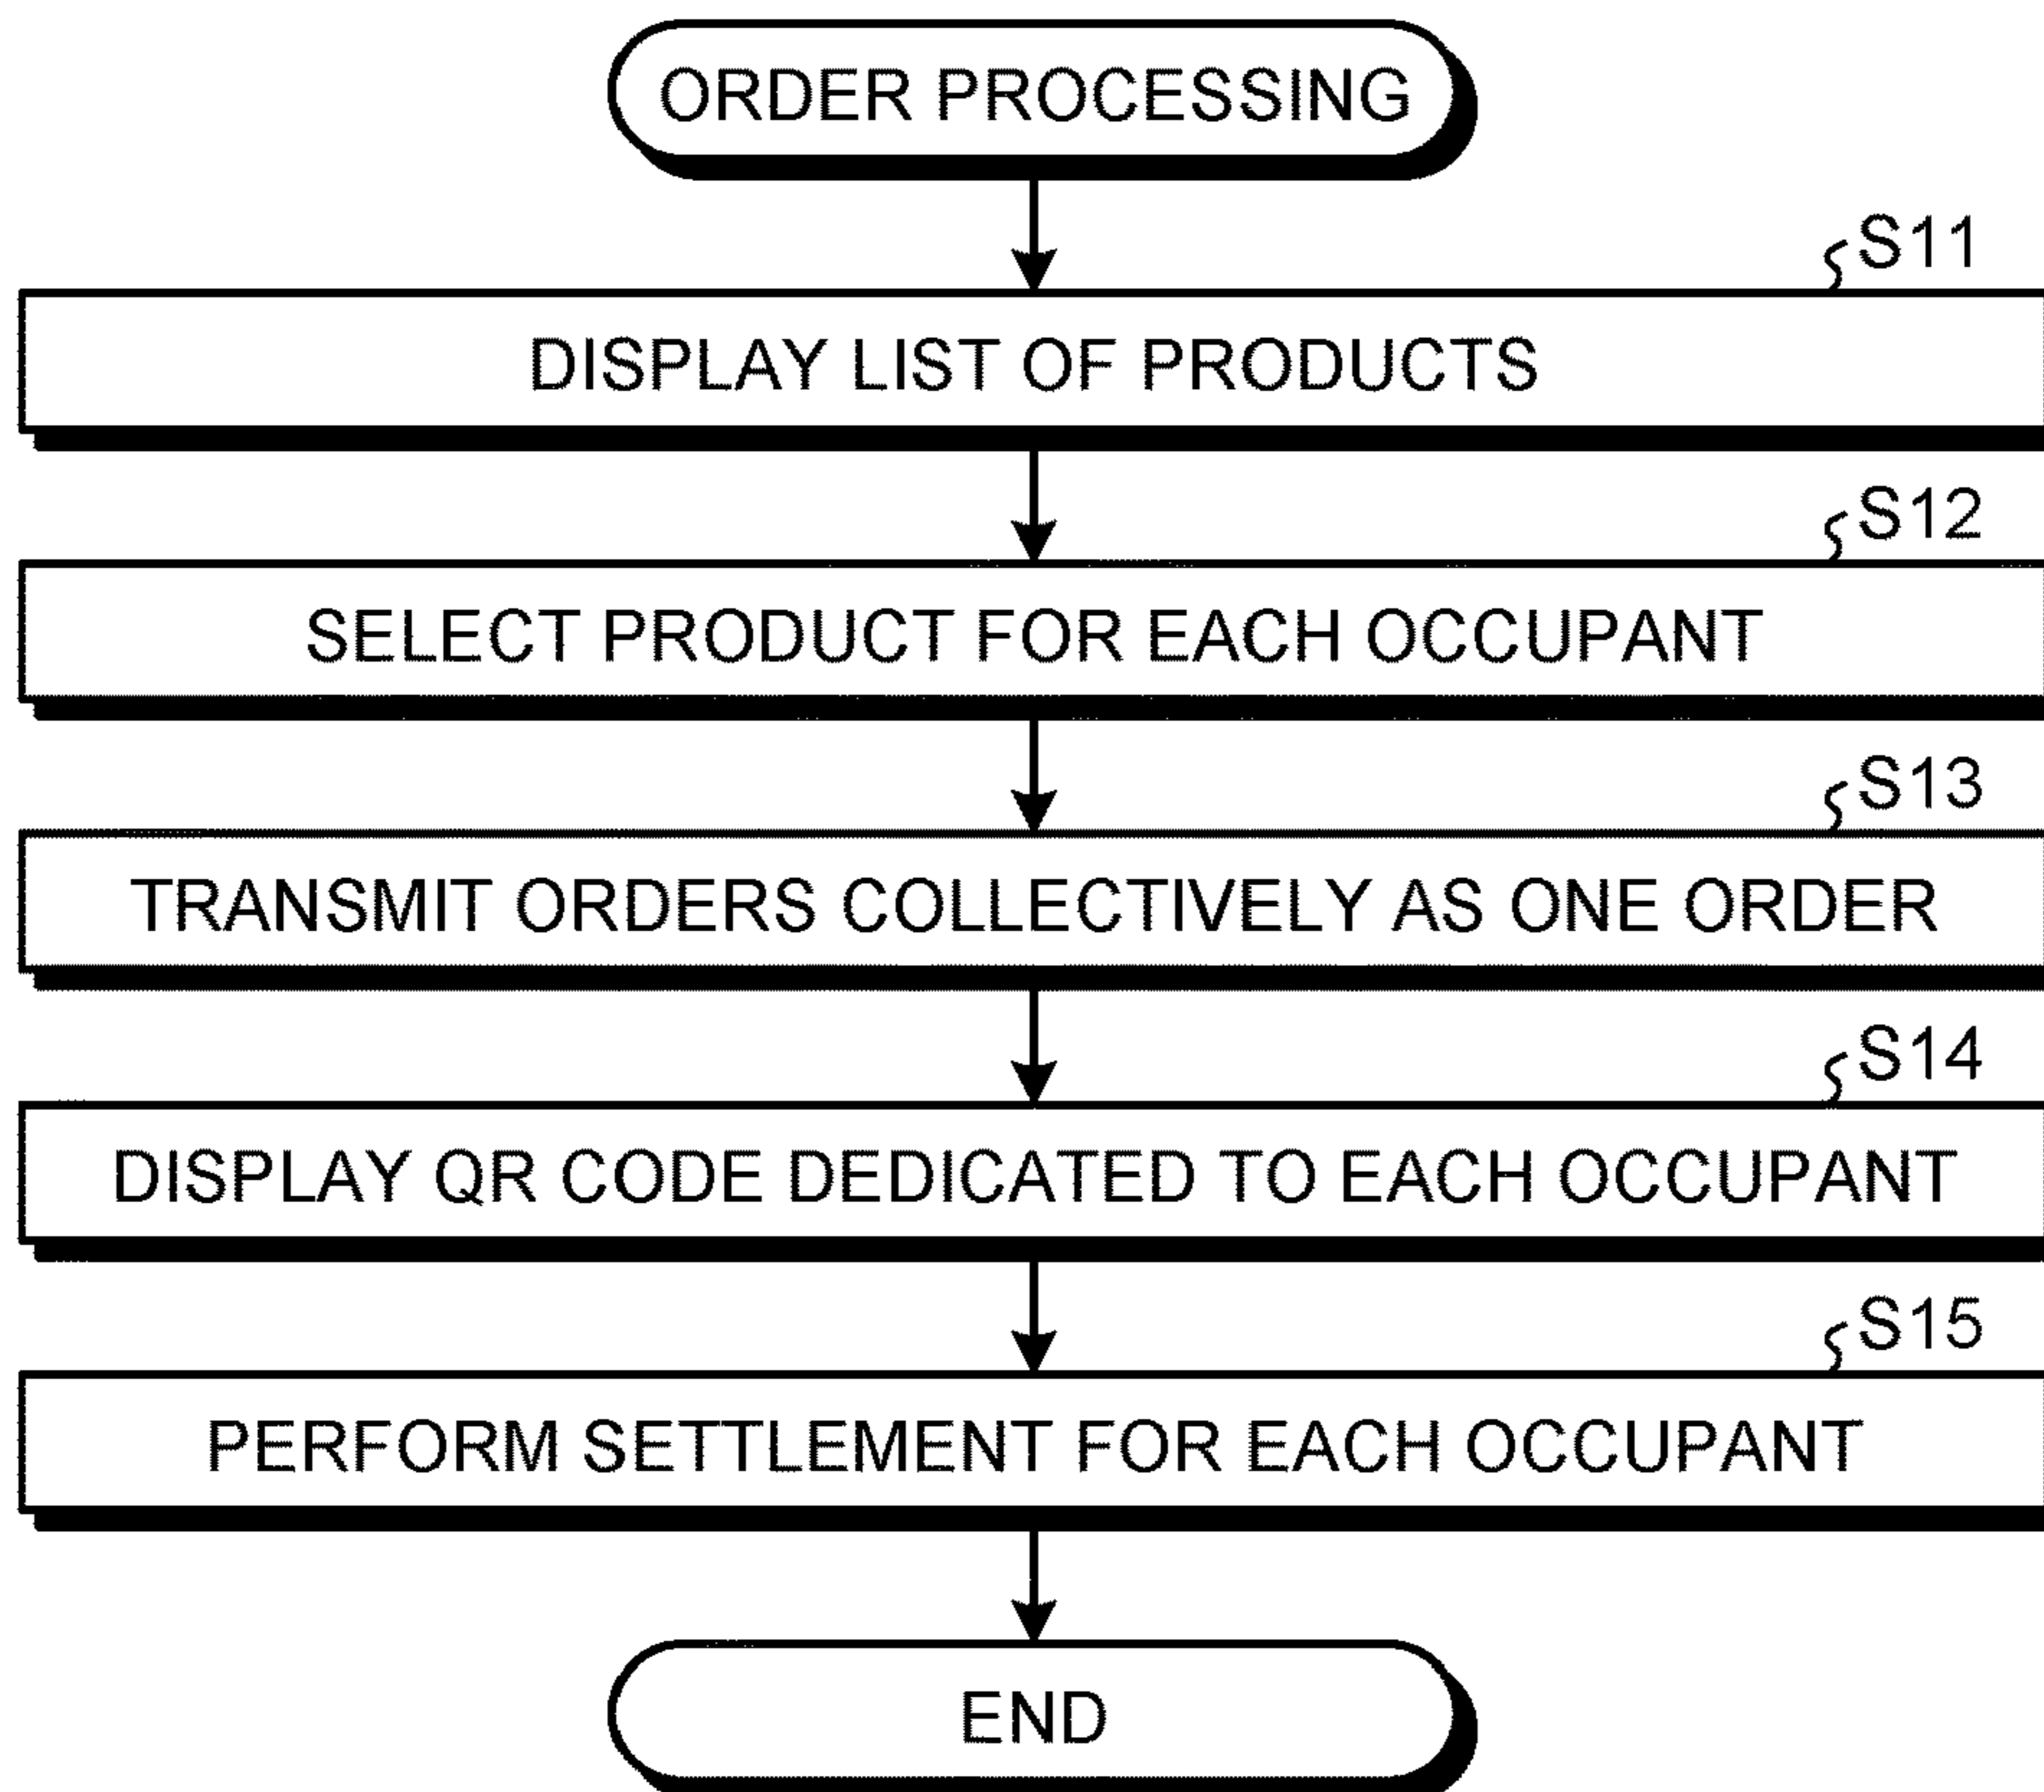 ORDER PROCESSING
S11
DISPLAY LIST OF PRODUCTS
S12
SELECT PRODUCT FOR EACH OCCUPANT
S13
TRANSMIT ORDERS COLLECTIVELY AS ONE ORDER
S14
DISPLAY QR CODE DEDICATED TO EACH OCCUPANT
S15
PERFORM SETTLEMENT FOR EACH OCCUPANT
END